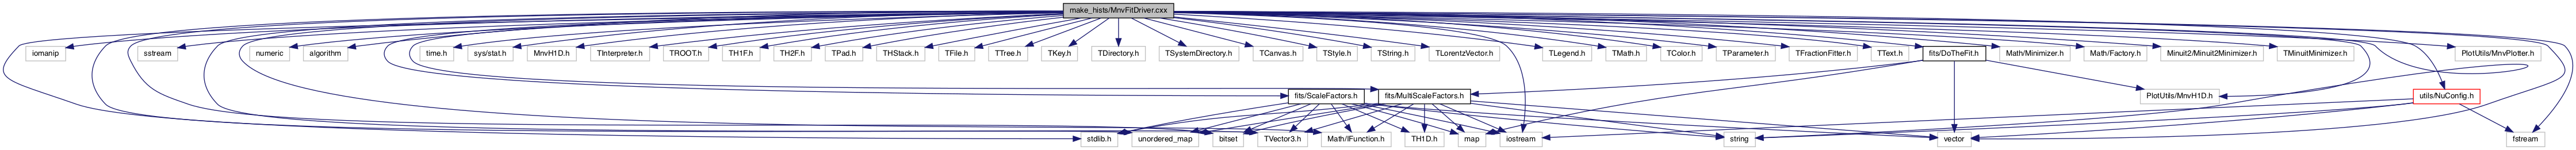 make_hists/MnvFitDriver.cxx
iomanip
sstream
numeric
algorithm
time.h
sys/stat.h
MnvH1D.h
TInterpreter.h
TROOT.h
TH1F.h
TH2F.h
TPad.h
THStack.h
TFile.h
TTree.h
TKey.h
TDirectory.h
TSystemDirectory.h
TCanvas.h
TStyle.h
TString.h
TLorentzVector.h
TLegend.h
TMath.h
TColor.h
TParameter.h
TFractionFitter.h
TText.h
fits/DoTheFit.h
Math/Minimizer.h
Math/Factory.h
Minuit2/Minuit2Minimizer.h
TMinuitMinimizer.h
PlotUtils/MnvPlotter.h
fits/ScaleFactors.h
fits/MultiScaleFactors.h
PlotUtils/MnvH1D.h
utils/NuConfig.h
stdlib.h
unordered_map
bitset
TVector3.h
Math/IFunction.h
TH1D.h
map
iostream
string
vector
fstream